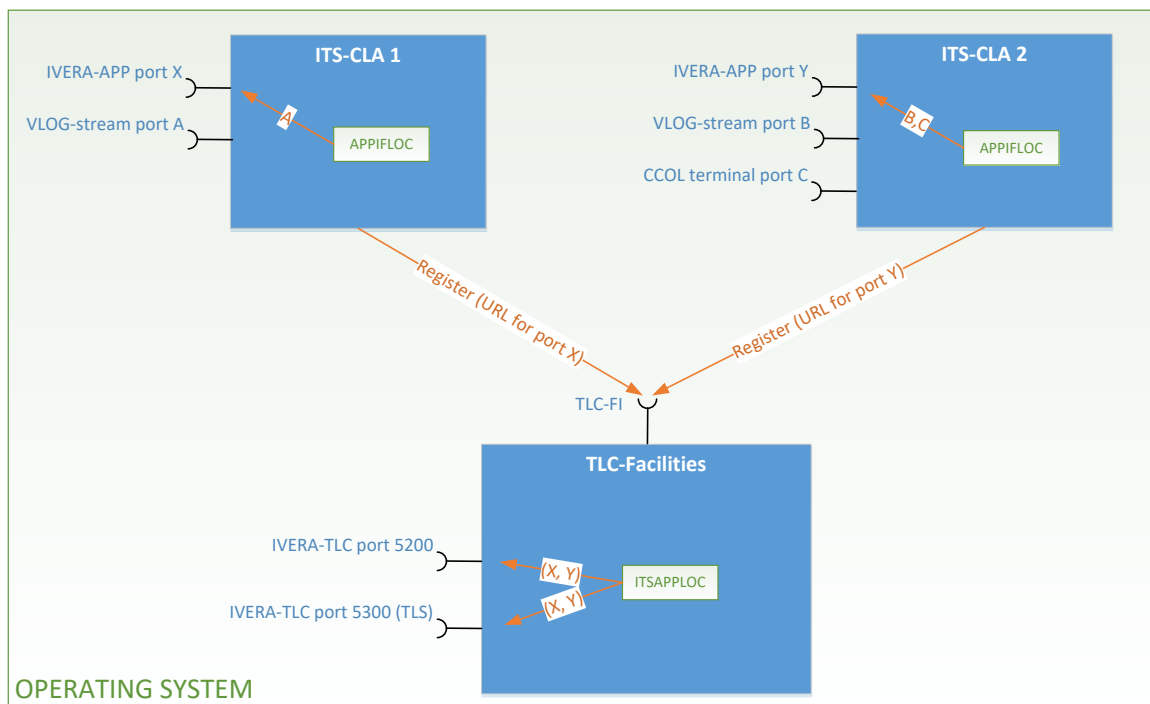 ITS-CLA 1
IVERA-APP port X
VLOG-stream port A
A
APPIFLOC
ITS-CLA 2
IVERA-APP port Y
VLOG-stream port B
CCOL terminal port C
B,C
APPIFLOC
Register (URL for port X)
Register (URL for port Y)
TLC-FI
TLC-Facilities
IVERA-TLC port 5200
IVERA-TLC port 5300 (TLS)
(X, Y)
(X, Y)
ITSAPPLOC
OPERATING SYSTEM